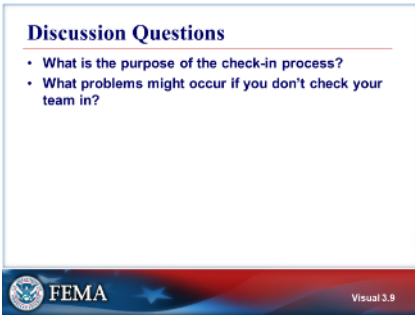 Discussion Questions
• What is the purpose of the check-in process?
• What problems might occur if you don't check your
team in?
FEMA
Visual 3.9